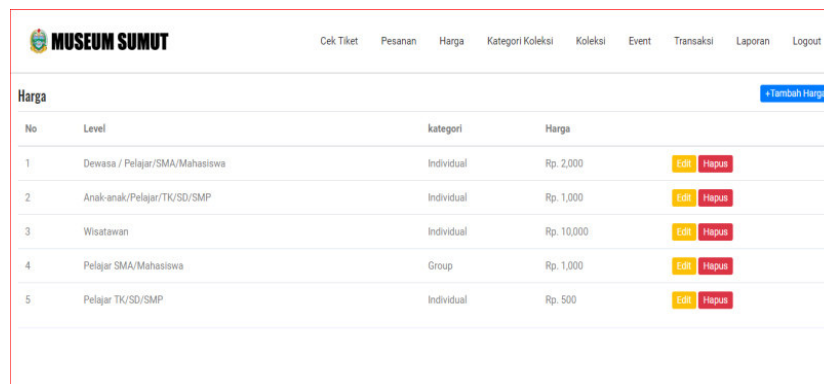 MUSEUM SUMUT Cek Tiket Pesanan Harga Kategori Koleksi Koleksi Event Transaksi Laporan Logout
Harga +Tambah Harga
No Level kategori Harga
1 Dewasa / Pelajar/SMA/Mahasiswa Individual Rp. 2,000 Edit Hapus
2 Anak-anak/Pelajar/TK/SD/SMP Individual Rp. 1,000 Edit Hapus
3 Wisatawan Individual Rp. 10,000 Edit Hapus
4 Pelajar SMA/Mahasiswa Group Rp. 1,000 Edit Hapus
5 Pelajar TK/SD/SMP Individual Rp. 500 Edit Hapus